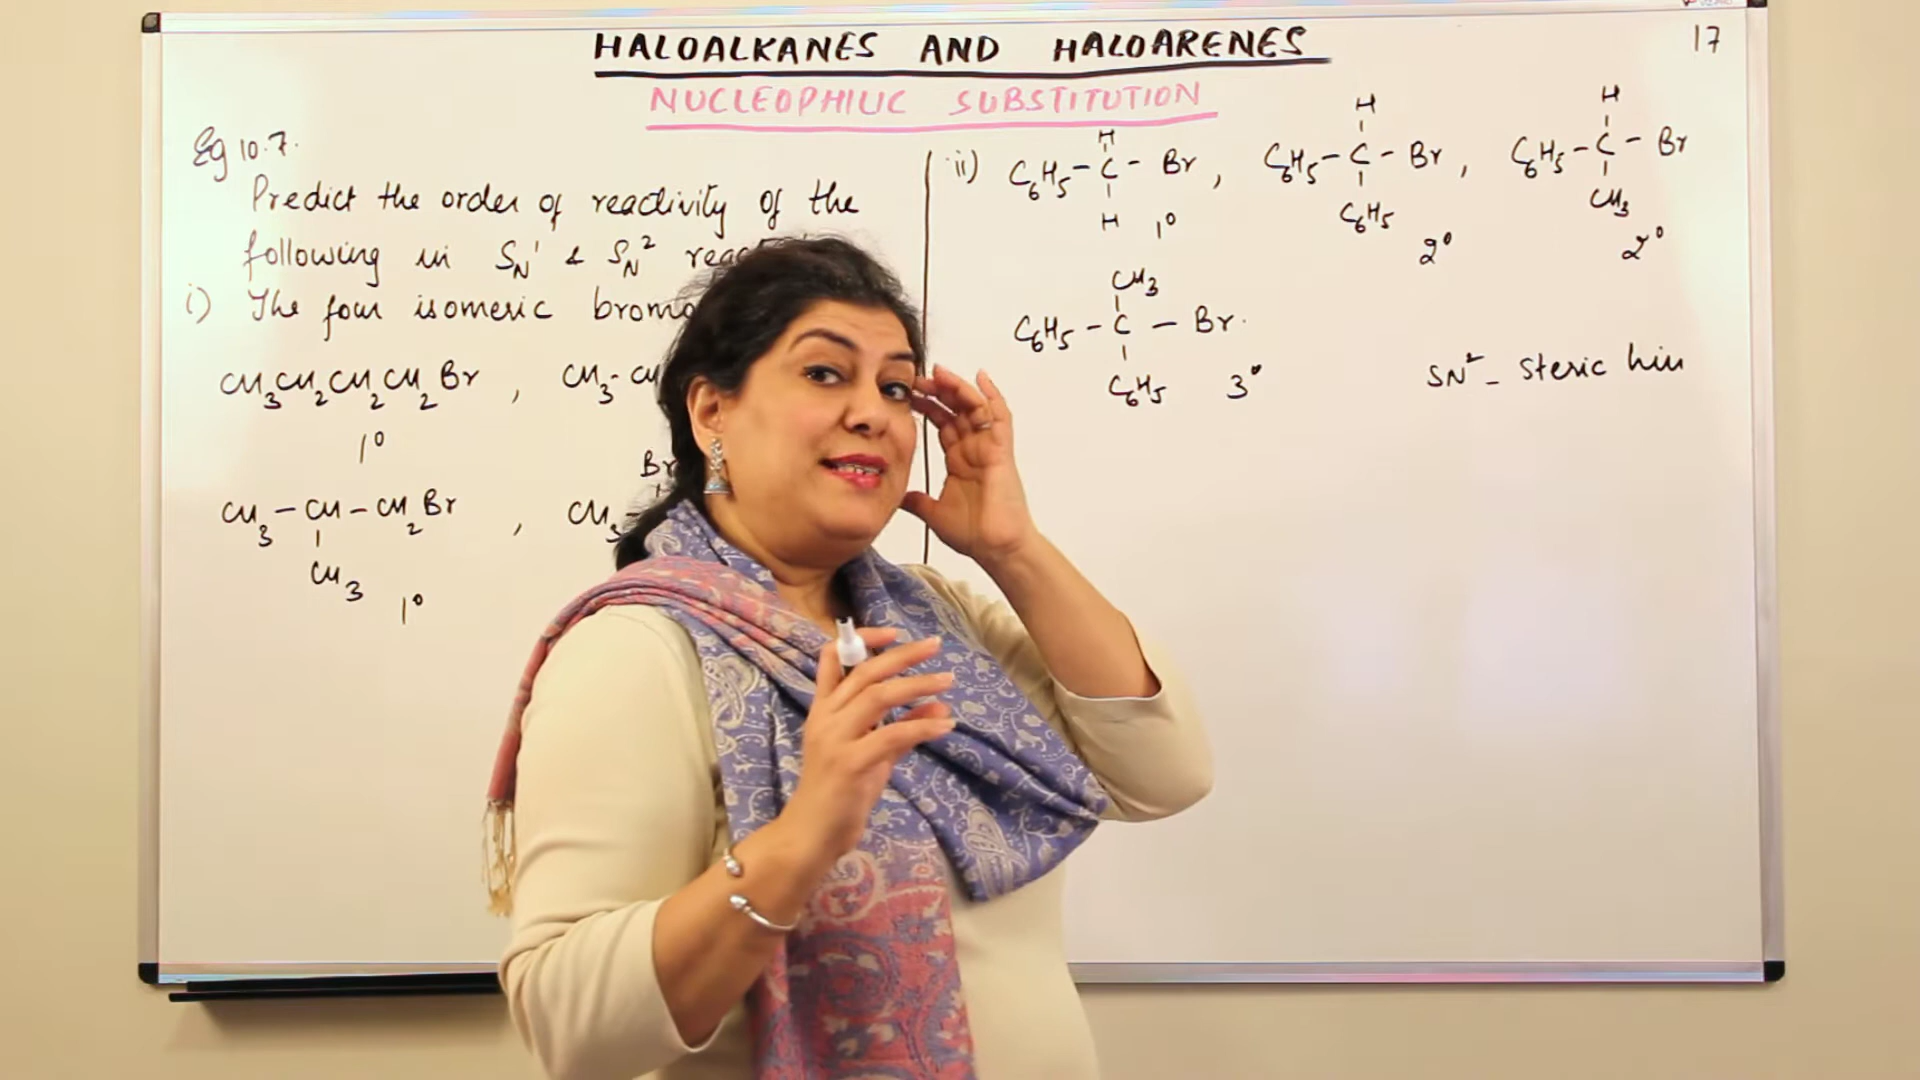 HALOALKANES AND HALOARENES
17
NUCLEOPHILIC SUBSTITUTION
Eg 10.7.
Predict the order of reactivity of the
following in SN1 & SN2
i) The four isomeric
CH3CH2CH2CH2Br , CH3-
1°
Br
CH3-CH-CH2Br , CH3-
CH3
1°
ii) C6H5-C-Br, C6H5-C-Br, C6H5-C-Br
H H H
H C6H5 CH3
1° 2° 2°
CH3
C6H5-C-Br.
C6H5 3°
SN2- Steric hin